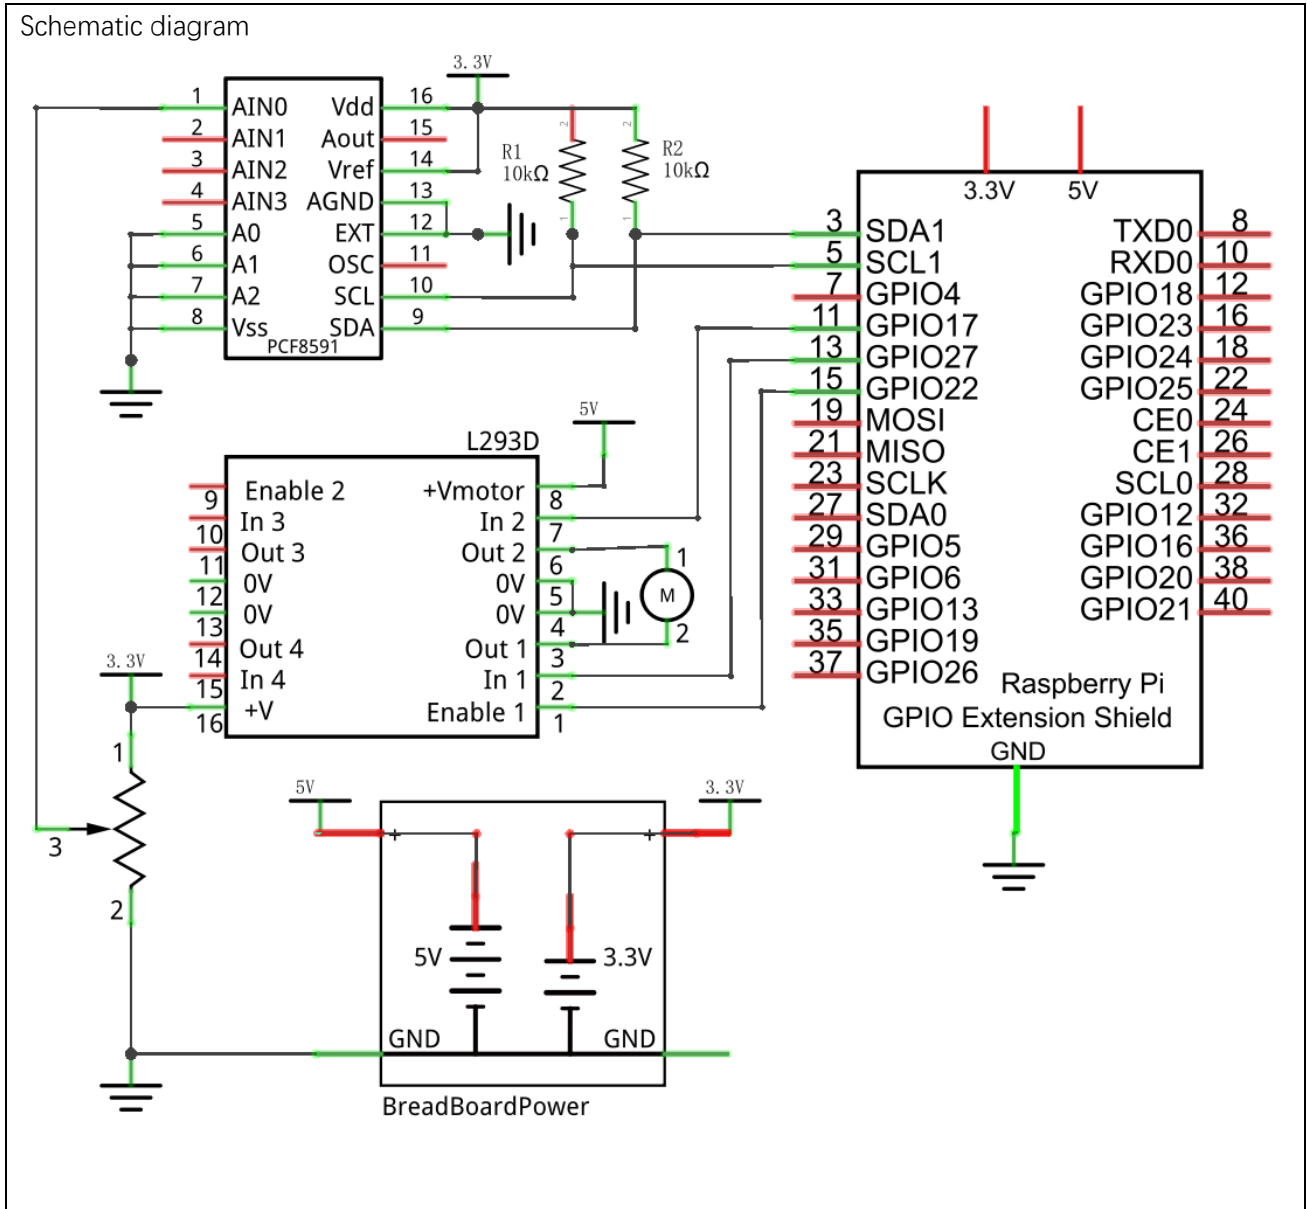 Schematic diagram
3.3V
1 AIN0 Vdd 16
2 AIN1 Aout 15
3 AIN2 Vref 14
4 AIN3 AGND 13
5 A0 EXT 12
6 A1 OSC 11
7 A2 SCL 10
8 Vss SDA 9
PCF8591
2
R1
10kΩ
1
2
R2
10kΩ
1
3.3V 5V
3 SDA1 TXD0 8
5 SCL1 RXD0 10
7 GPIO4 GPIO18 12
11 GPIO17 GPIO23 16
13 GPIO27 GPIO24 18
15 GPIO22 GPIO25 22
19 MOSI CE0 24
21 MISO CE1 26
23 SCLK SCL0 28
27 SDA0 GPIO12 32
29 GPIO5 GPIO16 36
31 GPIO6 GPIO20 38
33 GPIO13 GPIO21 40
35 GPIO19
37 GPIO26
Raspberry Pi
GPIO Extension Shield
GND
5V
L293D
9 Enable 2 +Vmotor 8
10 In 3 In 2 7
11 Out 3 Out 2 6
12 0V 0V 5
13 0V 0V 4
14 Out 4 Out 1 3
15 In 4 In 1 2
16 +V Enable 1 1
1
M
2
3.3V
1
3
2
5V
3.3V
+ +
5V 3.3V
GND GND
BreadBoardPower